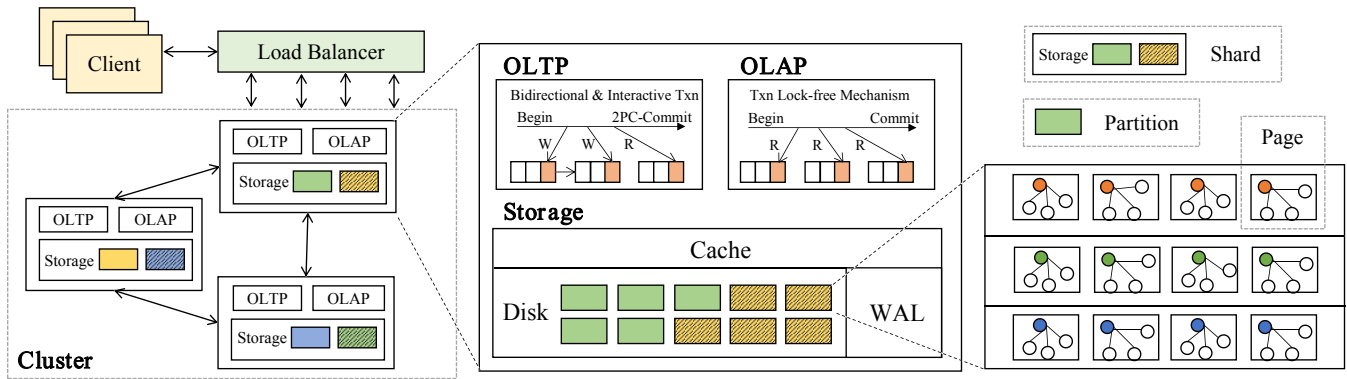 Client
Load Balancer
OLTP
OLAP
Storage
OLTP
OLAP
Storage
OLTP
OLAP
Storage
Cluster
OLTP
Bidirectional & Interactive Txn
Begin
2PC-Commit
W
W
R
OLAP
Txn Lock-free Mechanism
Begin
Commit
R
R
R
Storage
Cache
Disk
WAL
Storage
Shard
Partition
Page